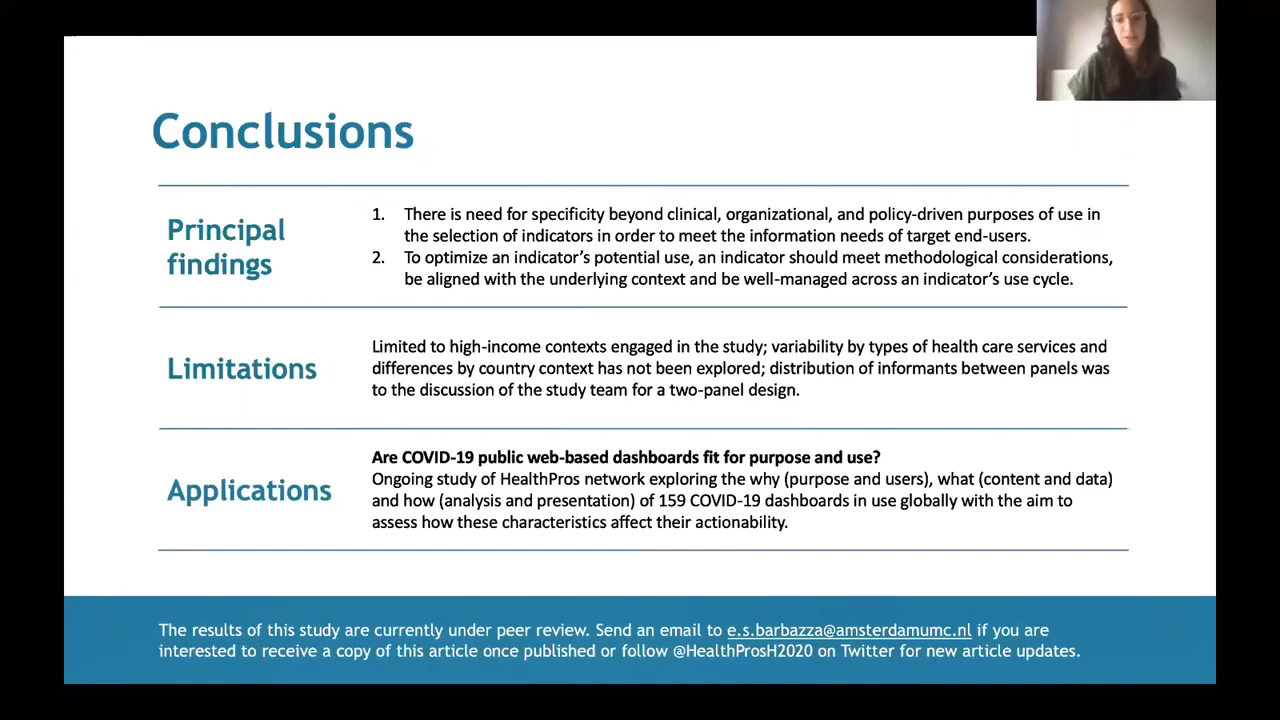 Conclusions
Principal
findings
1. There is need for specificity beyond clinical, organizational, and policy-driven purposes of use in
the selection of indicators in order to meet the information needs of target end-users.
2. To optimize an indicator's potential use, an indicator should meet methodological considerations,
be aligned with the underlying context and be well-managed across an indicator's use cycle.
Limitations
Limited to high-income contexts engaged in the study; variability by types of health care services and
differences by country context has not been explored; distribution of informants between panels was
to the discussion of the study team for a two-panel design.
Applications
Are COVID-19 public web-based dashboards fit for purpose and use?
Ongoing study of HealthPros network exploring the why (purpose and users), what (content and data)
and how (analysis and presentation) of 159 COVID-19 dashboards in use globally with the aim to
assess how these characteristics affect their actionability.
The results of this study are currently under peer review. Send an email to e.s.barbazza@amsterdamumc.nl if you are
interested to receive a copy of this article once published or follow @HealthProsH2020 on Twitter for new article updates.